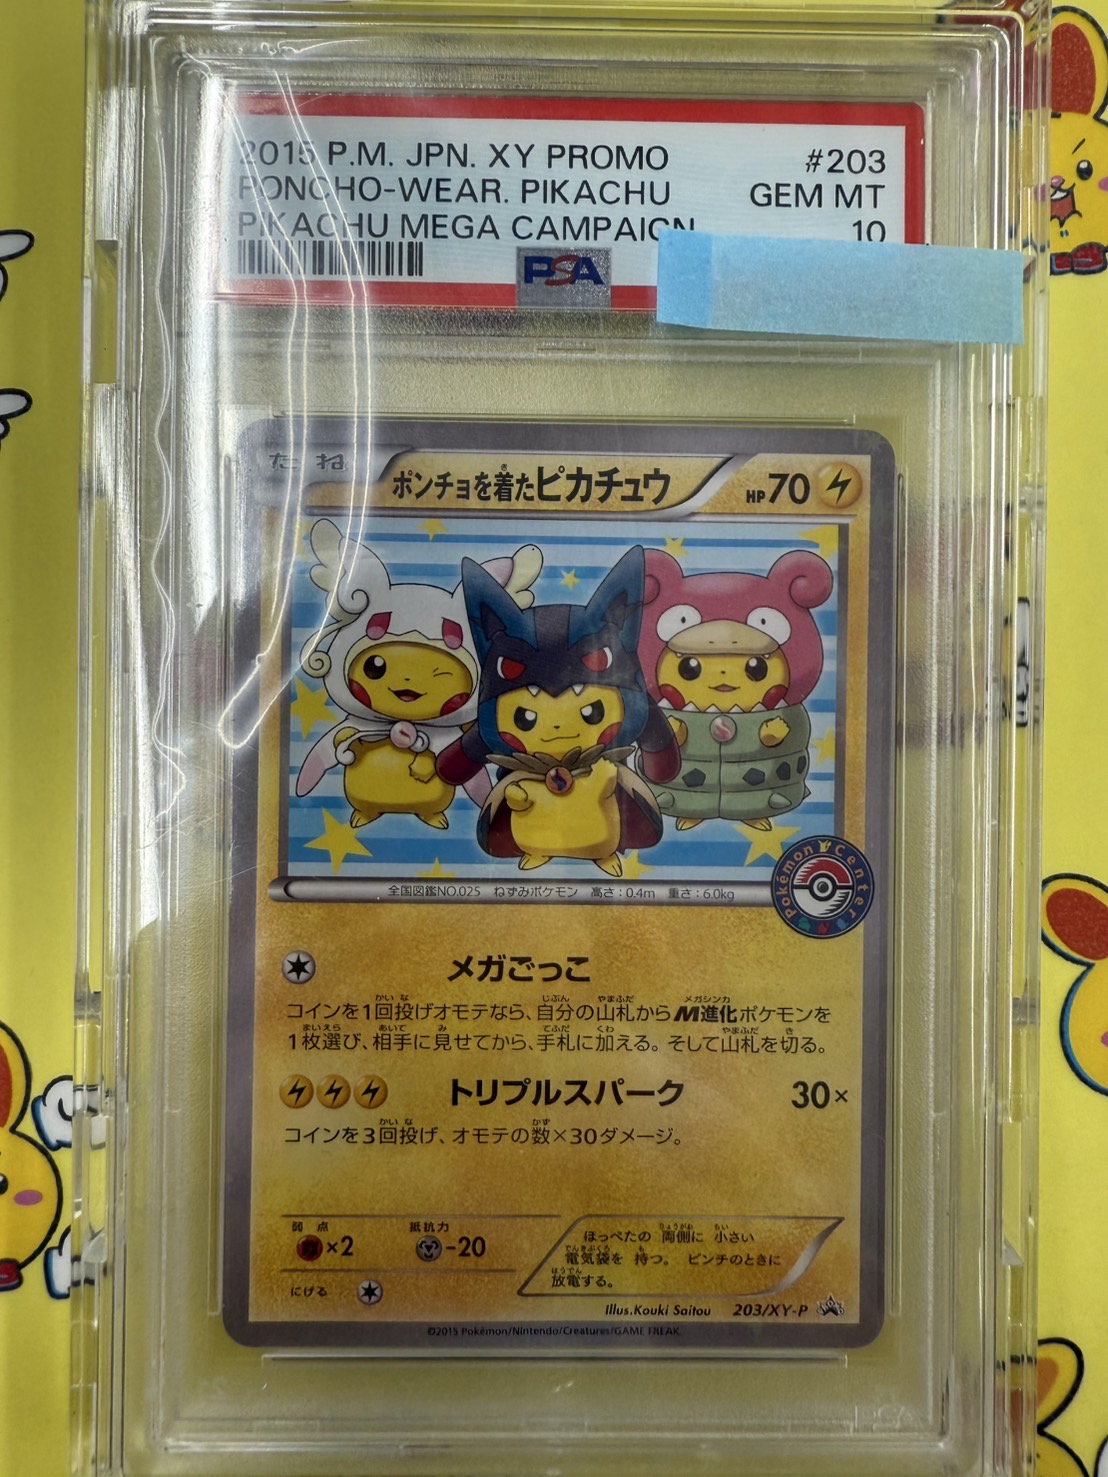 2015 P.M. JPN. XY PROMO #203
PONCHO-WEAR. PIKACHU GEM MT
PIKACHU MEGA CAMPAIGN 10
PSA
たね
ポンチョを着たピカチュウ HP70
全国図鑑NO.025 ねずみポケモン 高さ：0.4m 重さ：6.0kg
Pokémon Center
メガごっこ
コインを1回投げオモテなら、自分の山札からM進化ポケモンを
1枚選び、相手に見せてから、手札に加える。そして山札を切る。
トリプルスパーク 30×
コインを3回投げ、オモテの数×30ダメージ。
弱点 抵抗力
×2 -20
にげる
ほっぺたの 両側に 小さい
電気袋を 持つ。 ピンチのときに
放電する。
Illus.Kouki Saitou 203/XY-P
©2015 Pokémon/Nintendo/Creatures/GAME FREAK.